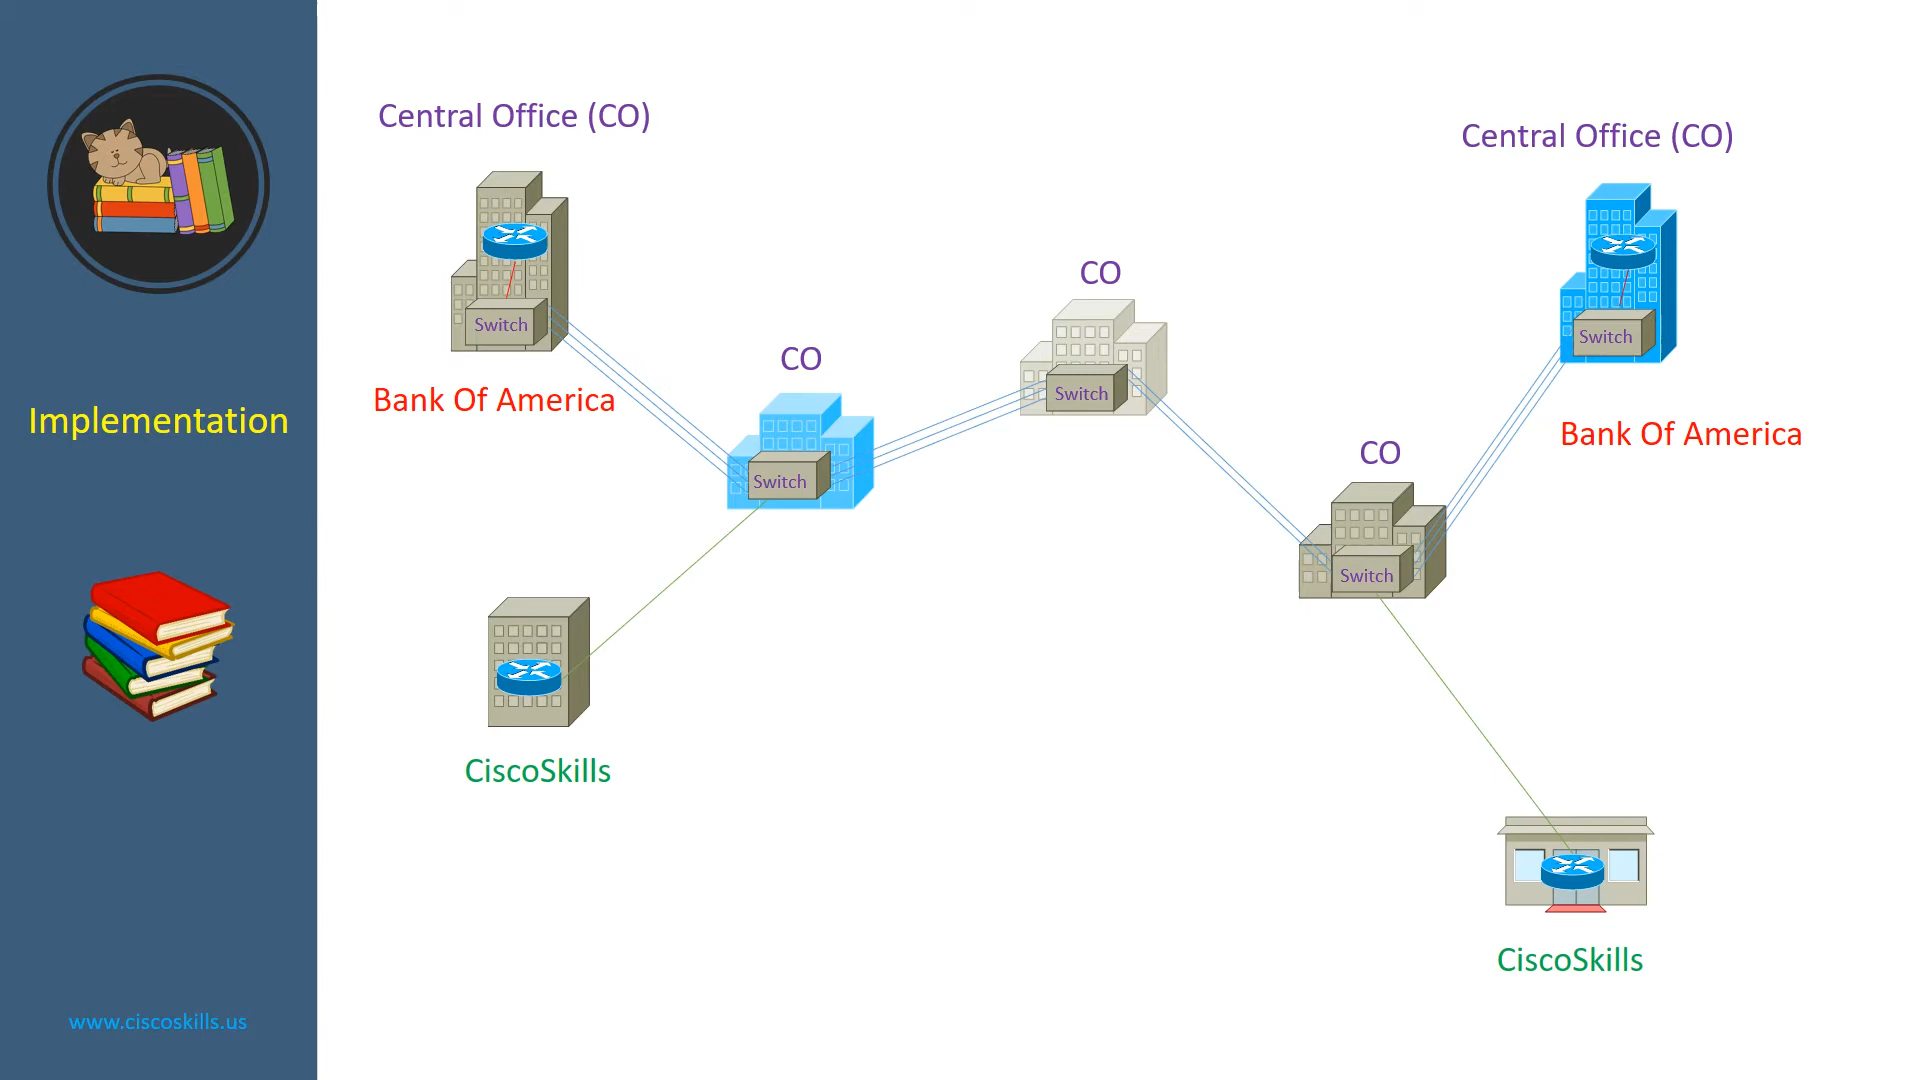 Implementation
www.ciscoskills.us
Central Office (CO)
Switch
Bank Of America
CO
Switch
CO
Switch
CO
Switch
Central Office (CO)
Switch
Bank Of America
CiscoSkills
CiscoSkills